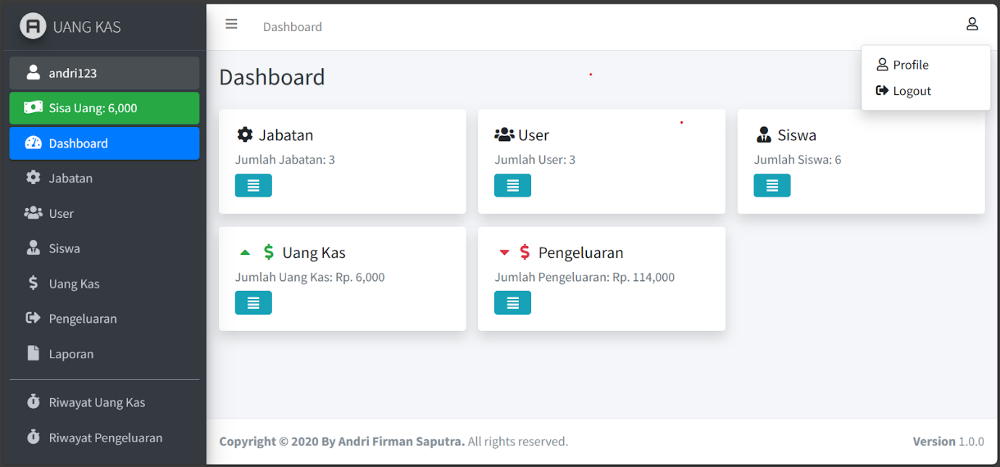 UANG KAS
andri123
Sisa Uang: 6,000
Dashboard
Jabatan
User
Siswa
Uang Kas
Pengeluaran
Laporan
Riwayat Uang Kas
Riwayat Pengeluaran
Dashboard
Profile
Logout
Dashboard
Jabatan
Jumlah Jabatan: 3
User
Jumlah User: 3
Siswa
Jumlah Siswa: 6
$ Uang Kas
Jumlah Uang Kas: Rp. 6,000
$ Pengeluaran
Jumlah Pengeluaran: Rp. 114,000
Copyright © 2020 By Andri Firman Saputra. All rights reserved.
Version 1.0.0